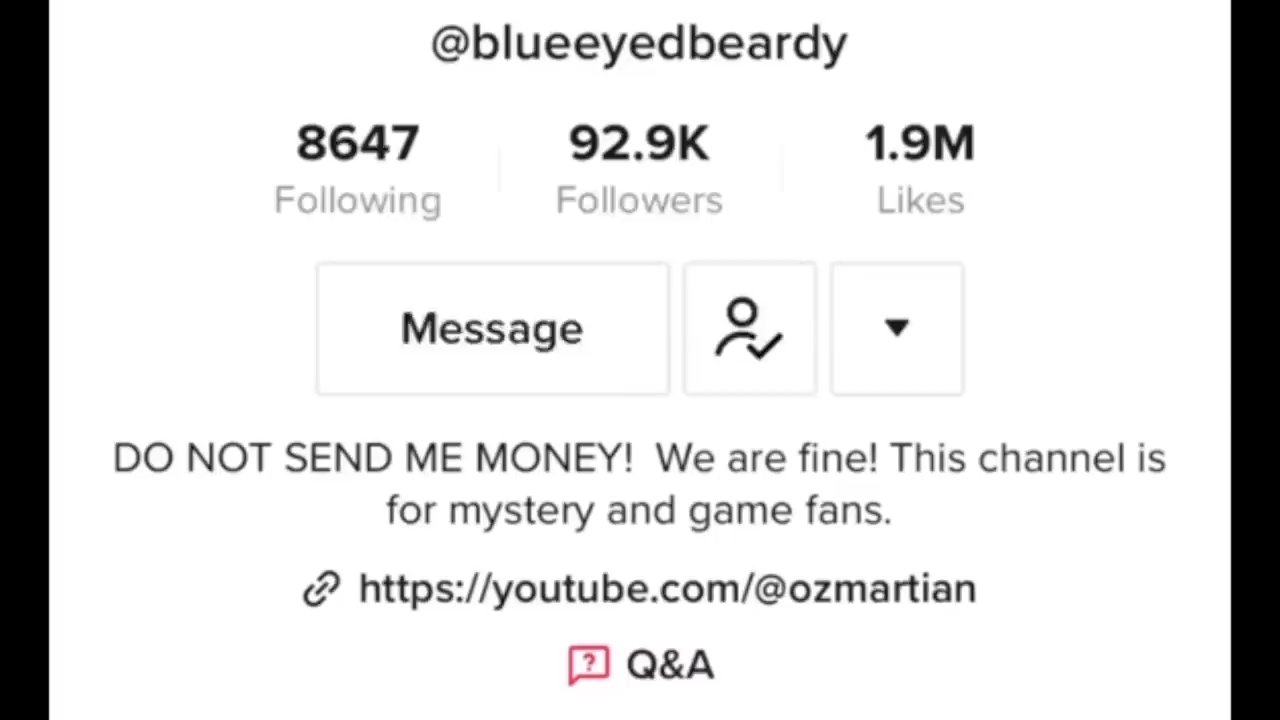 @blueeyedbeardy
8647 92.9K 1.9M
Following Followers Likes
Message
DO NOT SEND ME MONEY! We are fine! This channel is
for mystery and game fans.
https://youtube.com/@ozmartian
? Q&A